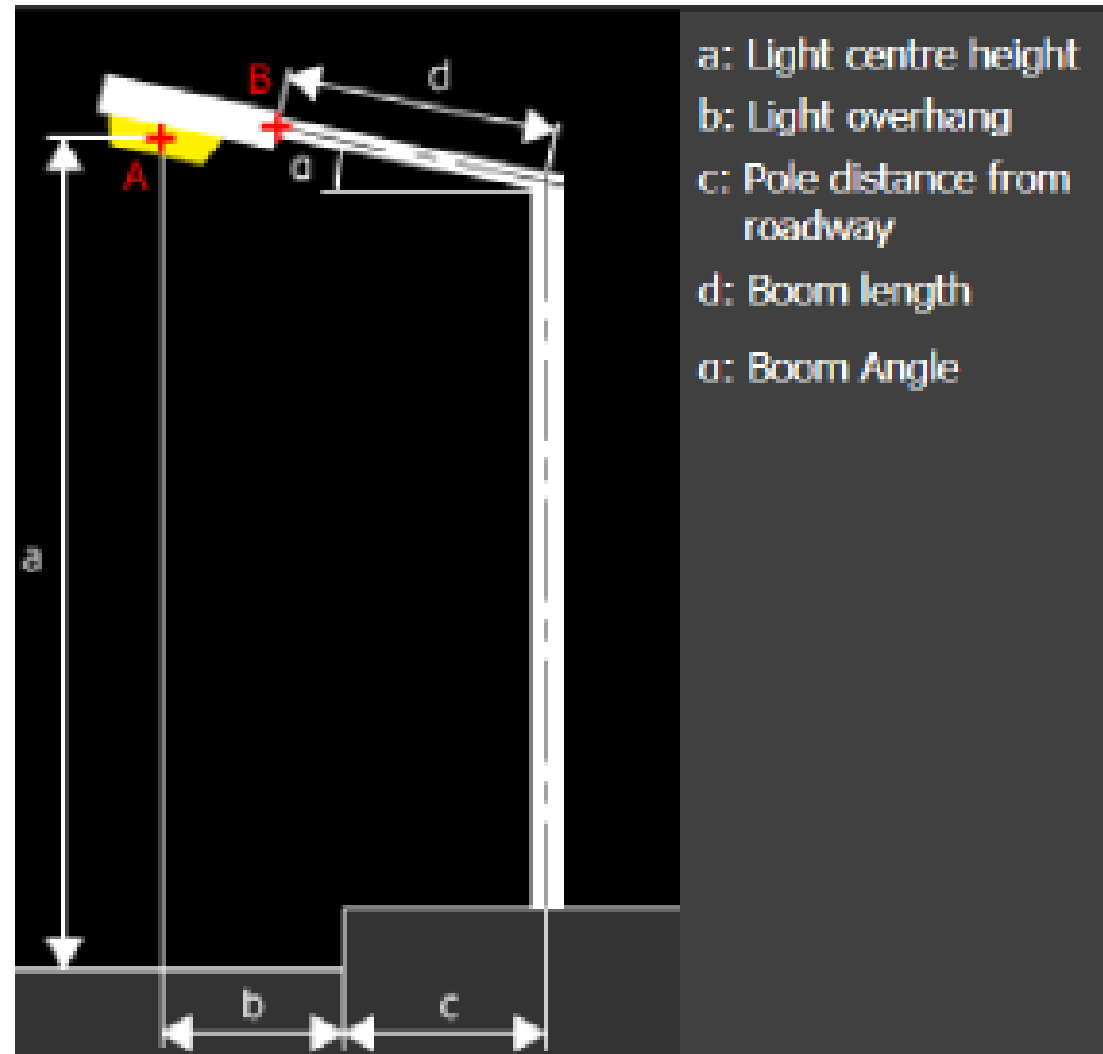 a: Light centre height
b: Light overhang
c: Pole distance from
roadway
d: Boom length
α: Boom Angle
B
d
α
A
a
b
c